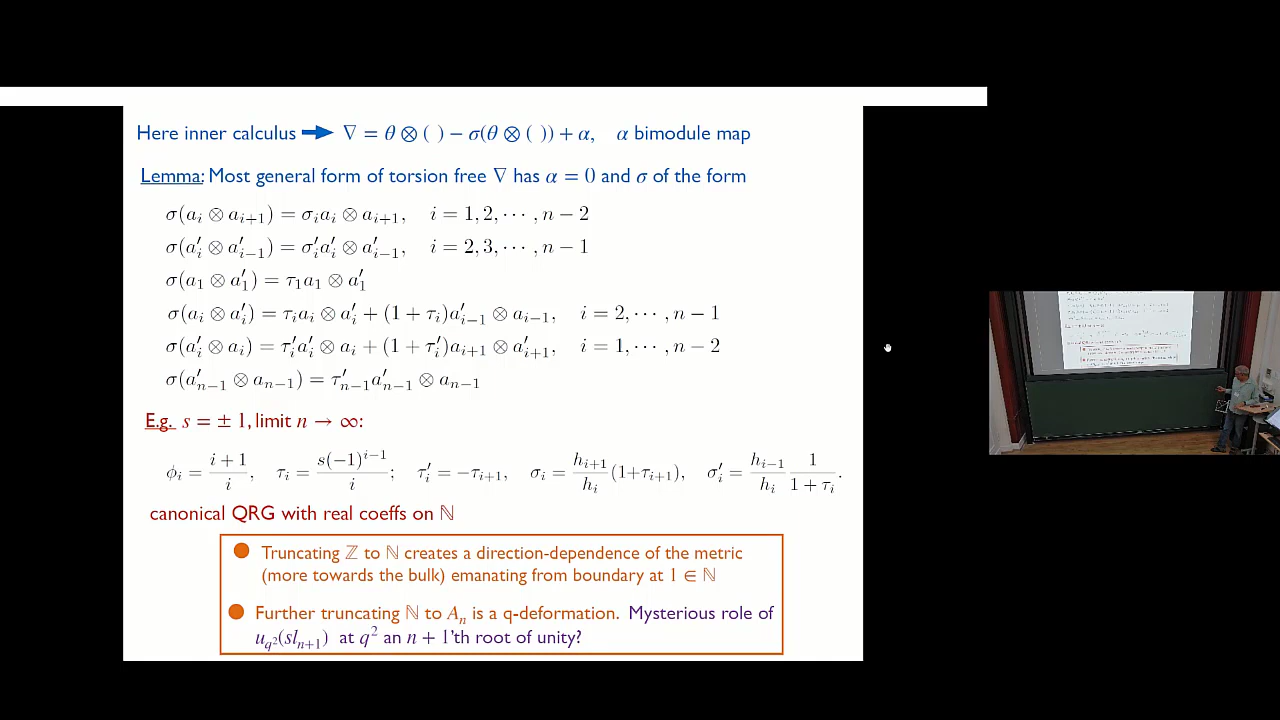 Here inner calculus ➡ ∇ = θ ⊗ ( ) − σ(θ ⊗ ( )) + α, α bimodule map
Lemma: Most general form of torsion free ∇ has α = 0 and σ of the form
σ(a_i ⊗ a_{i+1}) = σ_i a_i ⊗ a_{i+1}, i = 1, 2, ⋯ , n − 2
σ(a′_i ⊗ a′_{i−1}) = σ′_i a′_i ⊗ a′_{i−1}, i = 2, 3, ⋯ , n − 1
σ(a_1 ⊗ a′_1) = τ_1 a_1 ⊗ a′_1
σ(a_i ⊗ a′_i) = τ_i a_i ⊗ a′_i + (1 + τ_i)a′_{i−1} ⊗ a_{i−1}, i = 2, ⋯ , n − 1
σ(a′_i ⊗ a_i) = τ′_i a′_i ⊗ a_i + (1 + τ′_i)a_{i+1} ⊗ a′_{i+1}, i = 1, ⋯ , n − 2
σ(a′_{n−1} ⊗ a_{n−1}) = τ′_{n−1} a′_{n−1} ⊗ a_{n−1}
E.g. s = ± 1, limit n → ∞:
ϕ_i = \frac{i+1}{i}, τ_i = \frac{s(−1)^{i−1}}{i}; τ′_i = −τ_{i+1}, σ_i = \frac{h_{i+1}}{h_i}(1+τ_{i+1}), σ′_i = \frac{h_{i−1}}{h_i} \frac{1}{1 + τ_i}.
canonical QRG with real coeffs on ℕ
● Truncating ℤ to ℕ creates a direction-dependence of the metric
(more towards the bulk) emanating from boundary at 1 ∈ ℕ
● Further truncating ℕ to A_n is a q-deformation. Mysterious role of
u_{q^2}(sl_{n+1}) at q^2 an n + 1'th root of unity?